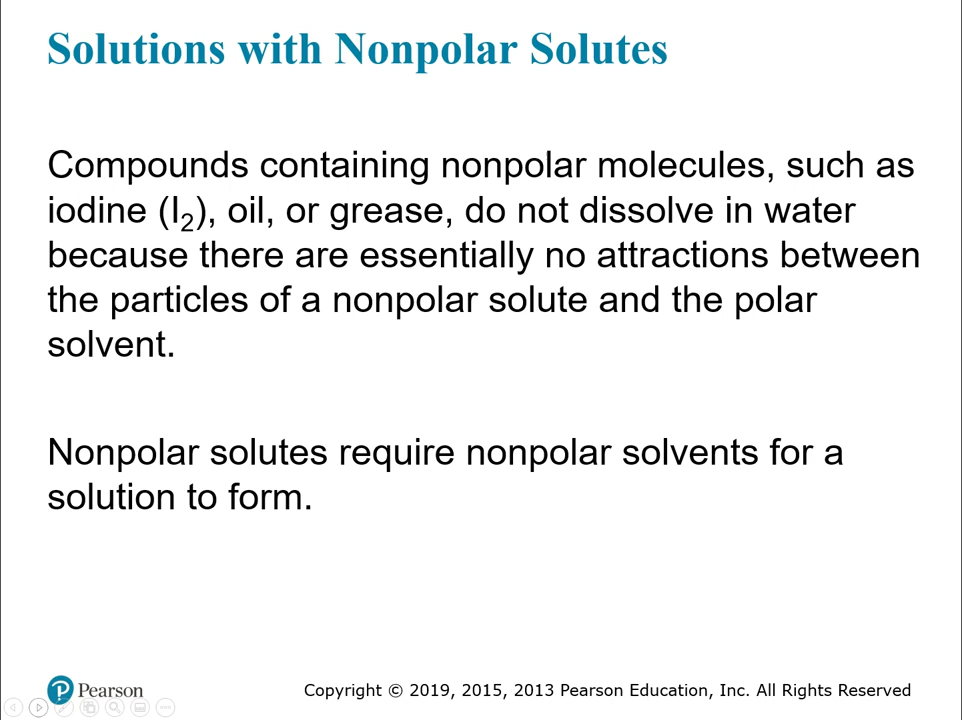 Solutions with Nonpolar Solutes
Compounds containing nonpolar molecules, such as
iodine (I₂), oil, or grease, do not dissolve in water
because there are essentially no attractions between
the particles of a nonpolar solute and the polar
solvent.
Nonpolar solutes require nonpolar solvents for a
solution to form.
Pearson
Copyright © 2019, 2015, 2013 Pearson Education, Inc. All Rights Reserved